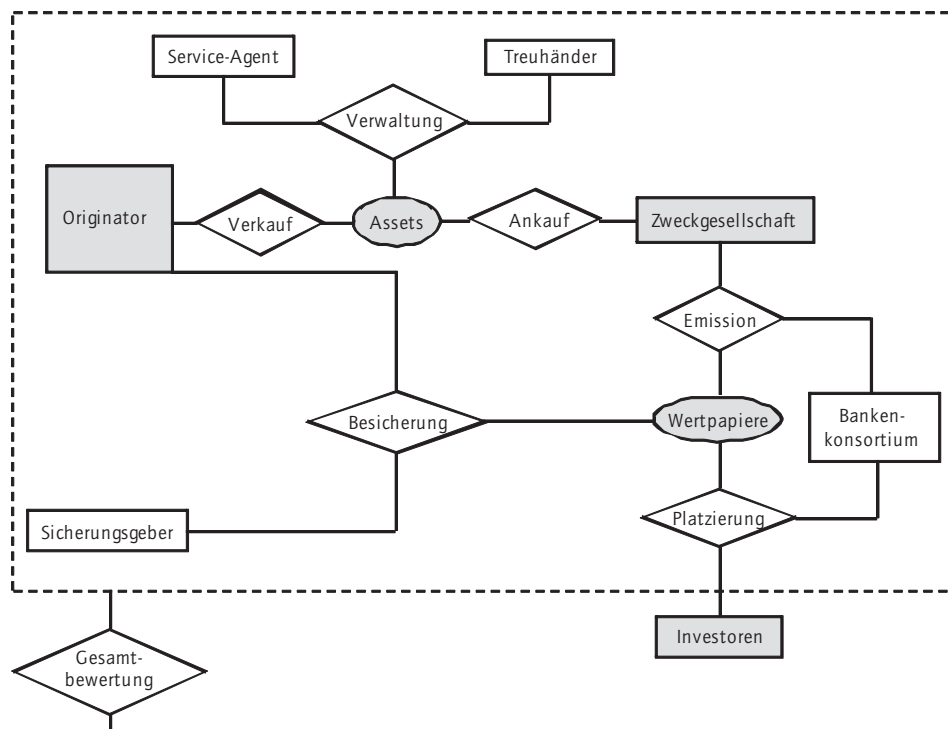 Service-Agent
Treuhänder
Verwaltung
Originator
Verkauf
Assets
Ankauf
Zweckgesellschaft
Emission
Besicherung
Wertpapiere
Banken-
konsortium
Sicherungsgeber
Platzierung
Investoren
Gesamt-
bewertung